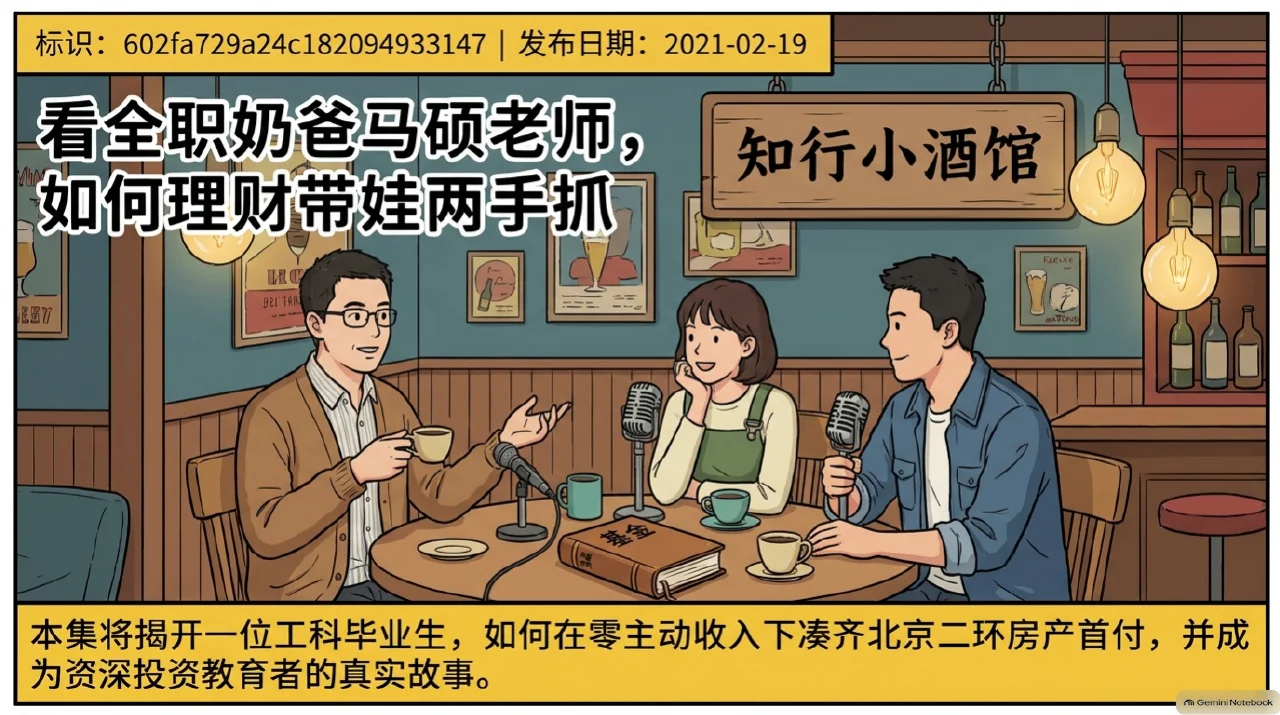 标识：602fa729a24c182094933147 | 发布日期：2021-02-19
看全职奶爸马硕老师，
如何理财带娃两手抓
知行小酒馆
基金
本集将揭开一位工科毕业生，如何在零主动收入下凑齐北京二环房产首付，并成
为资深投资教育者的真实故事。
Gemini Notebook